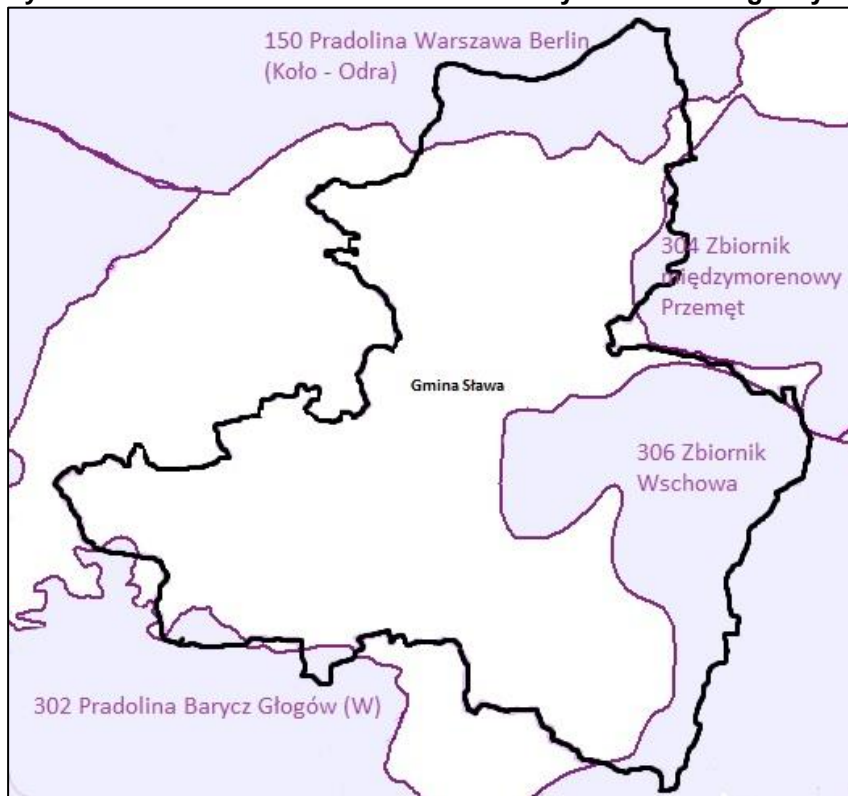 150 Pradolina Warszawa Berlin
(Koło - Odra)
304 Zbiornik
międzymorenowy
Przemęt
Gmina Sława
306 Zbiornik
Wschowa
302 Pradolina Barycz Głogów (W)